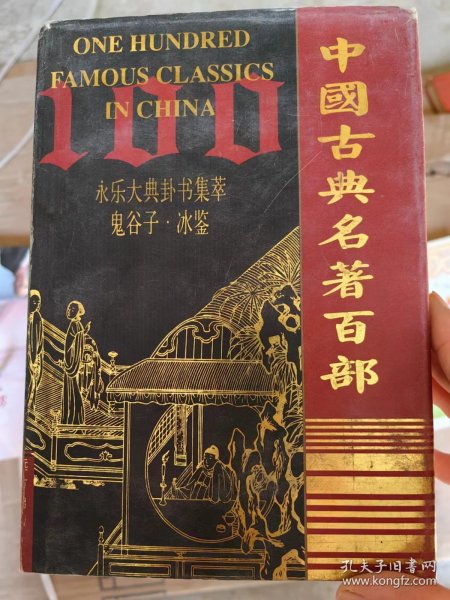 ONE HUNDRED
FAMOUS CLASSICS
IN CHINA
100
永乐大典卦书集萃
鬼谷子·冰鉴
中國古典名著百部
孔夫子旧书网
www.kongfz.com